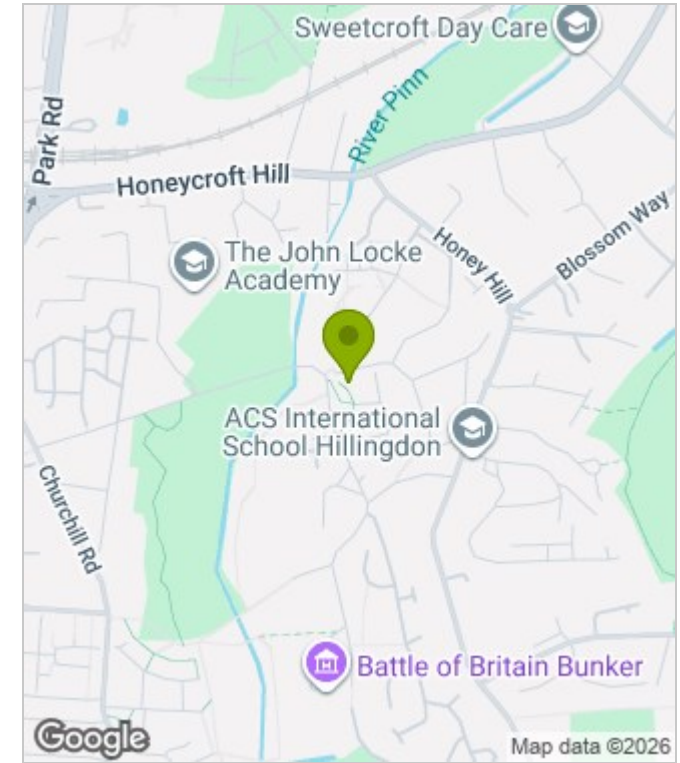 Sweetcroft Day Care
River Pinn
Park Rd
Honeycroft Hill
The John Locke
Academy
Honey Hill
Blossom Way
ACS International
School Hillingdon
Churchill Rd
Battle of Britain Bunker
Google
Map data ©2026